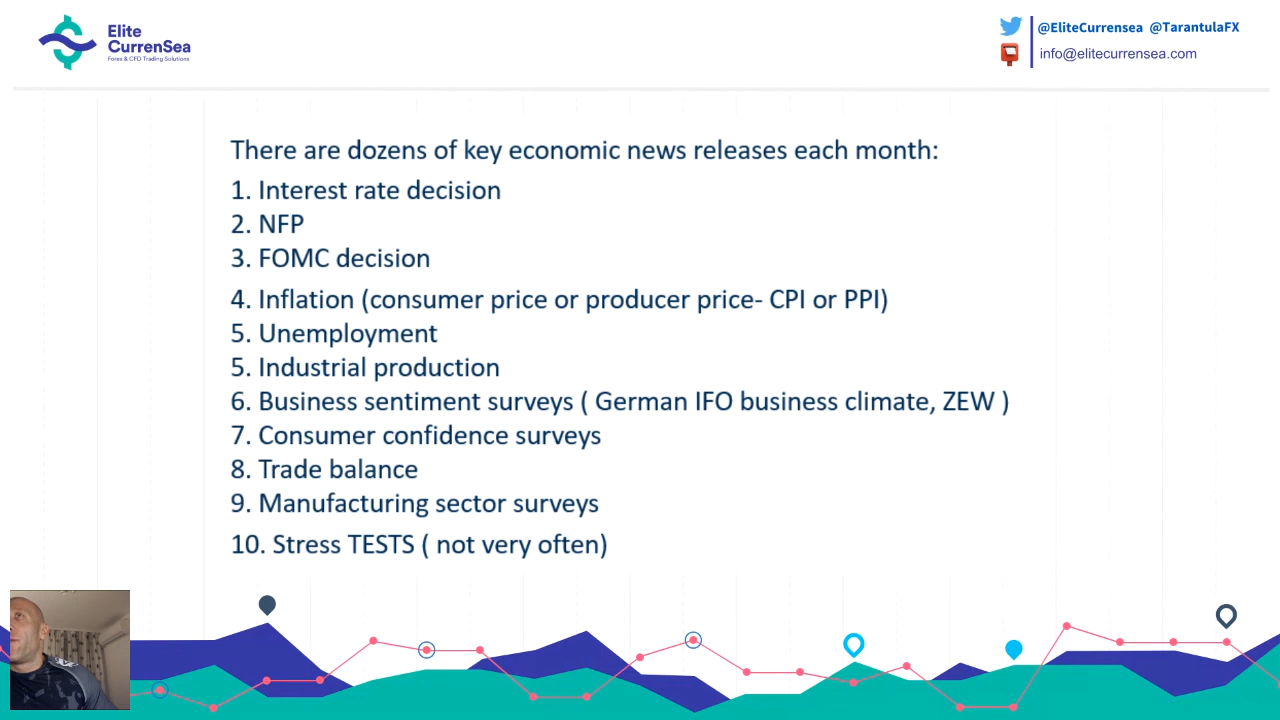 Elite
CurrenSea
Forex & CFD Trading Solutions
@EliteCurrensea @TarantulaFX
info@elitecurrensea.com
There are dozens of key economic news releases each month:
1. Interest rate decision
2. NFP
3. FOMC decision
4. Inflation (consumer price or producer price- CPI or PPI)
5. Unemployment
5. Industrial production
6. Business sentiment surveys ( German IFO business climate, ZEW )
7. Consumer confidence surveys
8. Trade balance
9. Manufacturing sector surveys
10. Stress TESTS ( not very often)